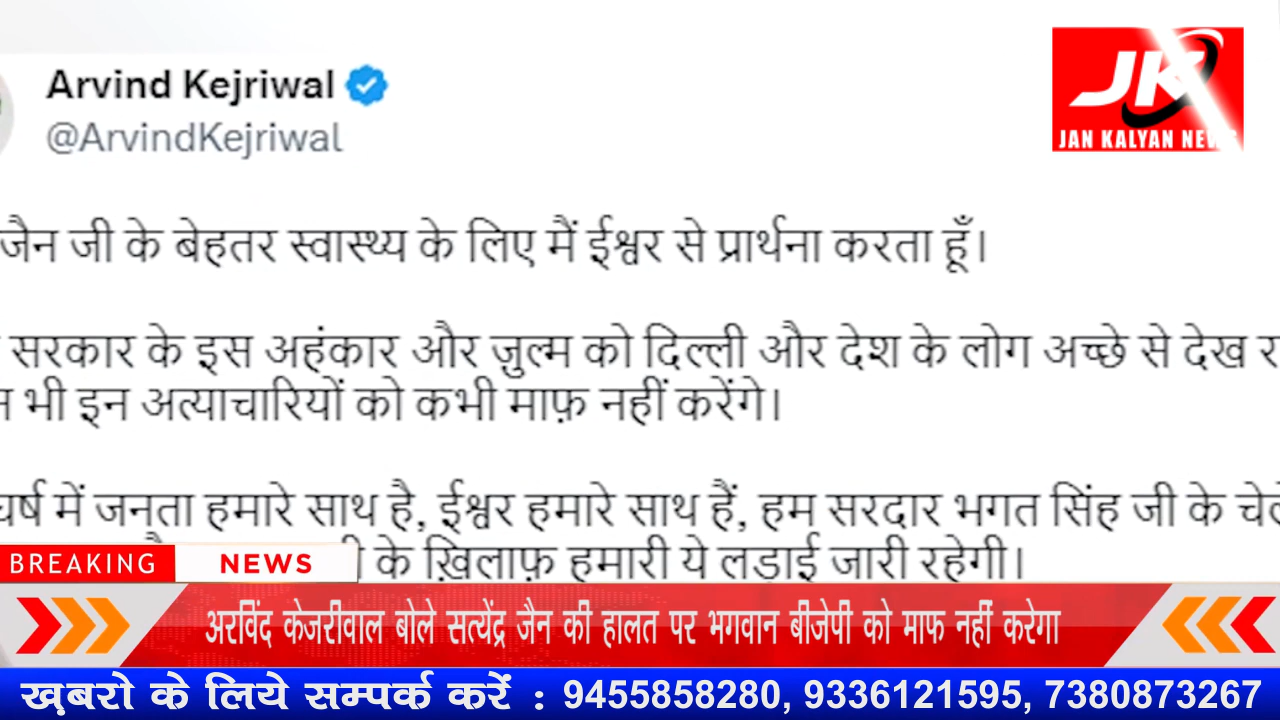 Arvind Kejriwal
@ArvindKejriwal
JK
JAN KALYAN NEWS
जैन जी के बेहतर स्वास्थ्य के लिए मैं ईश्वर से प्रार्थना करता हूँ।
सरकार के इस अहंकार और ज़ुल्म को दिल्ली और देश के लोग अच्छे से देख
भी इन अत्याचारियों को कभी माफ़ नहीं करेंगे।
में जनता हमारे साथ है, ईश्वर हमारे साथ हैं, हम सरदार भगत सिंह जी के
के ख़िलाफ़ हमारी ये लडाई जारी रहेगी।
BREAKING NEWS
अरविंद केजरीवाल बोले सत्येंद्र जैन की हालत पर भगवान बीजेपी को माफ नहीं करेगा
ख़बरो के लिये सम्पर्क करें : 9455858280, 9336121595, 7380873267